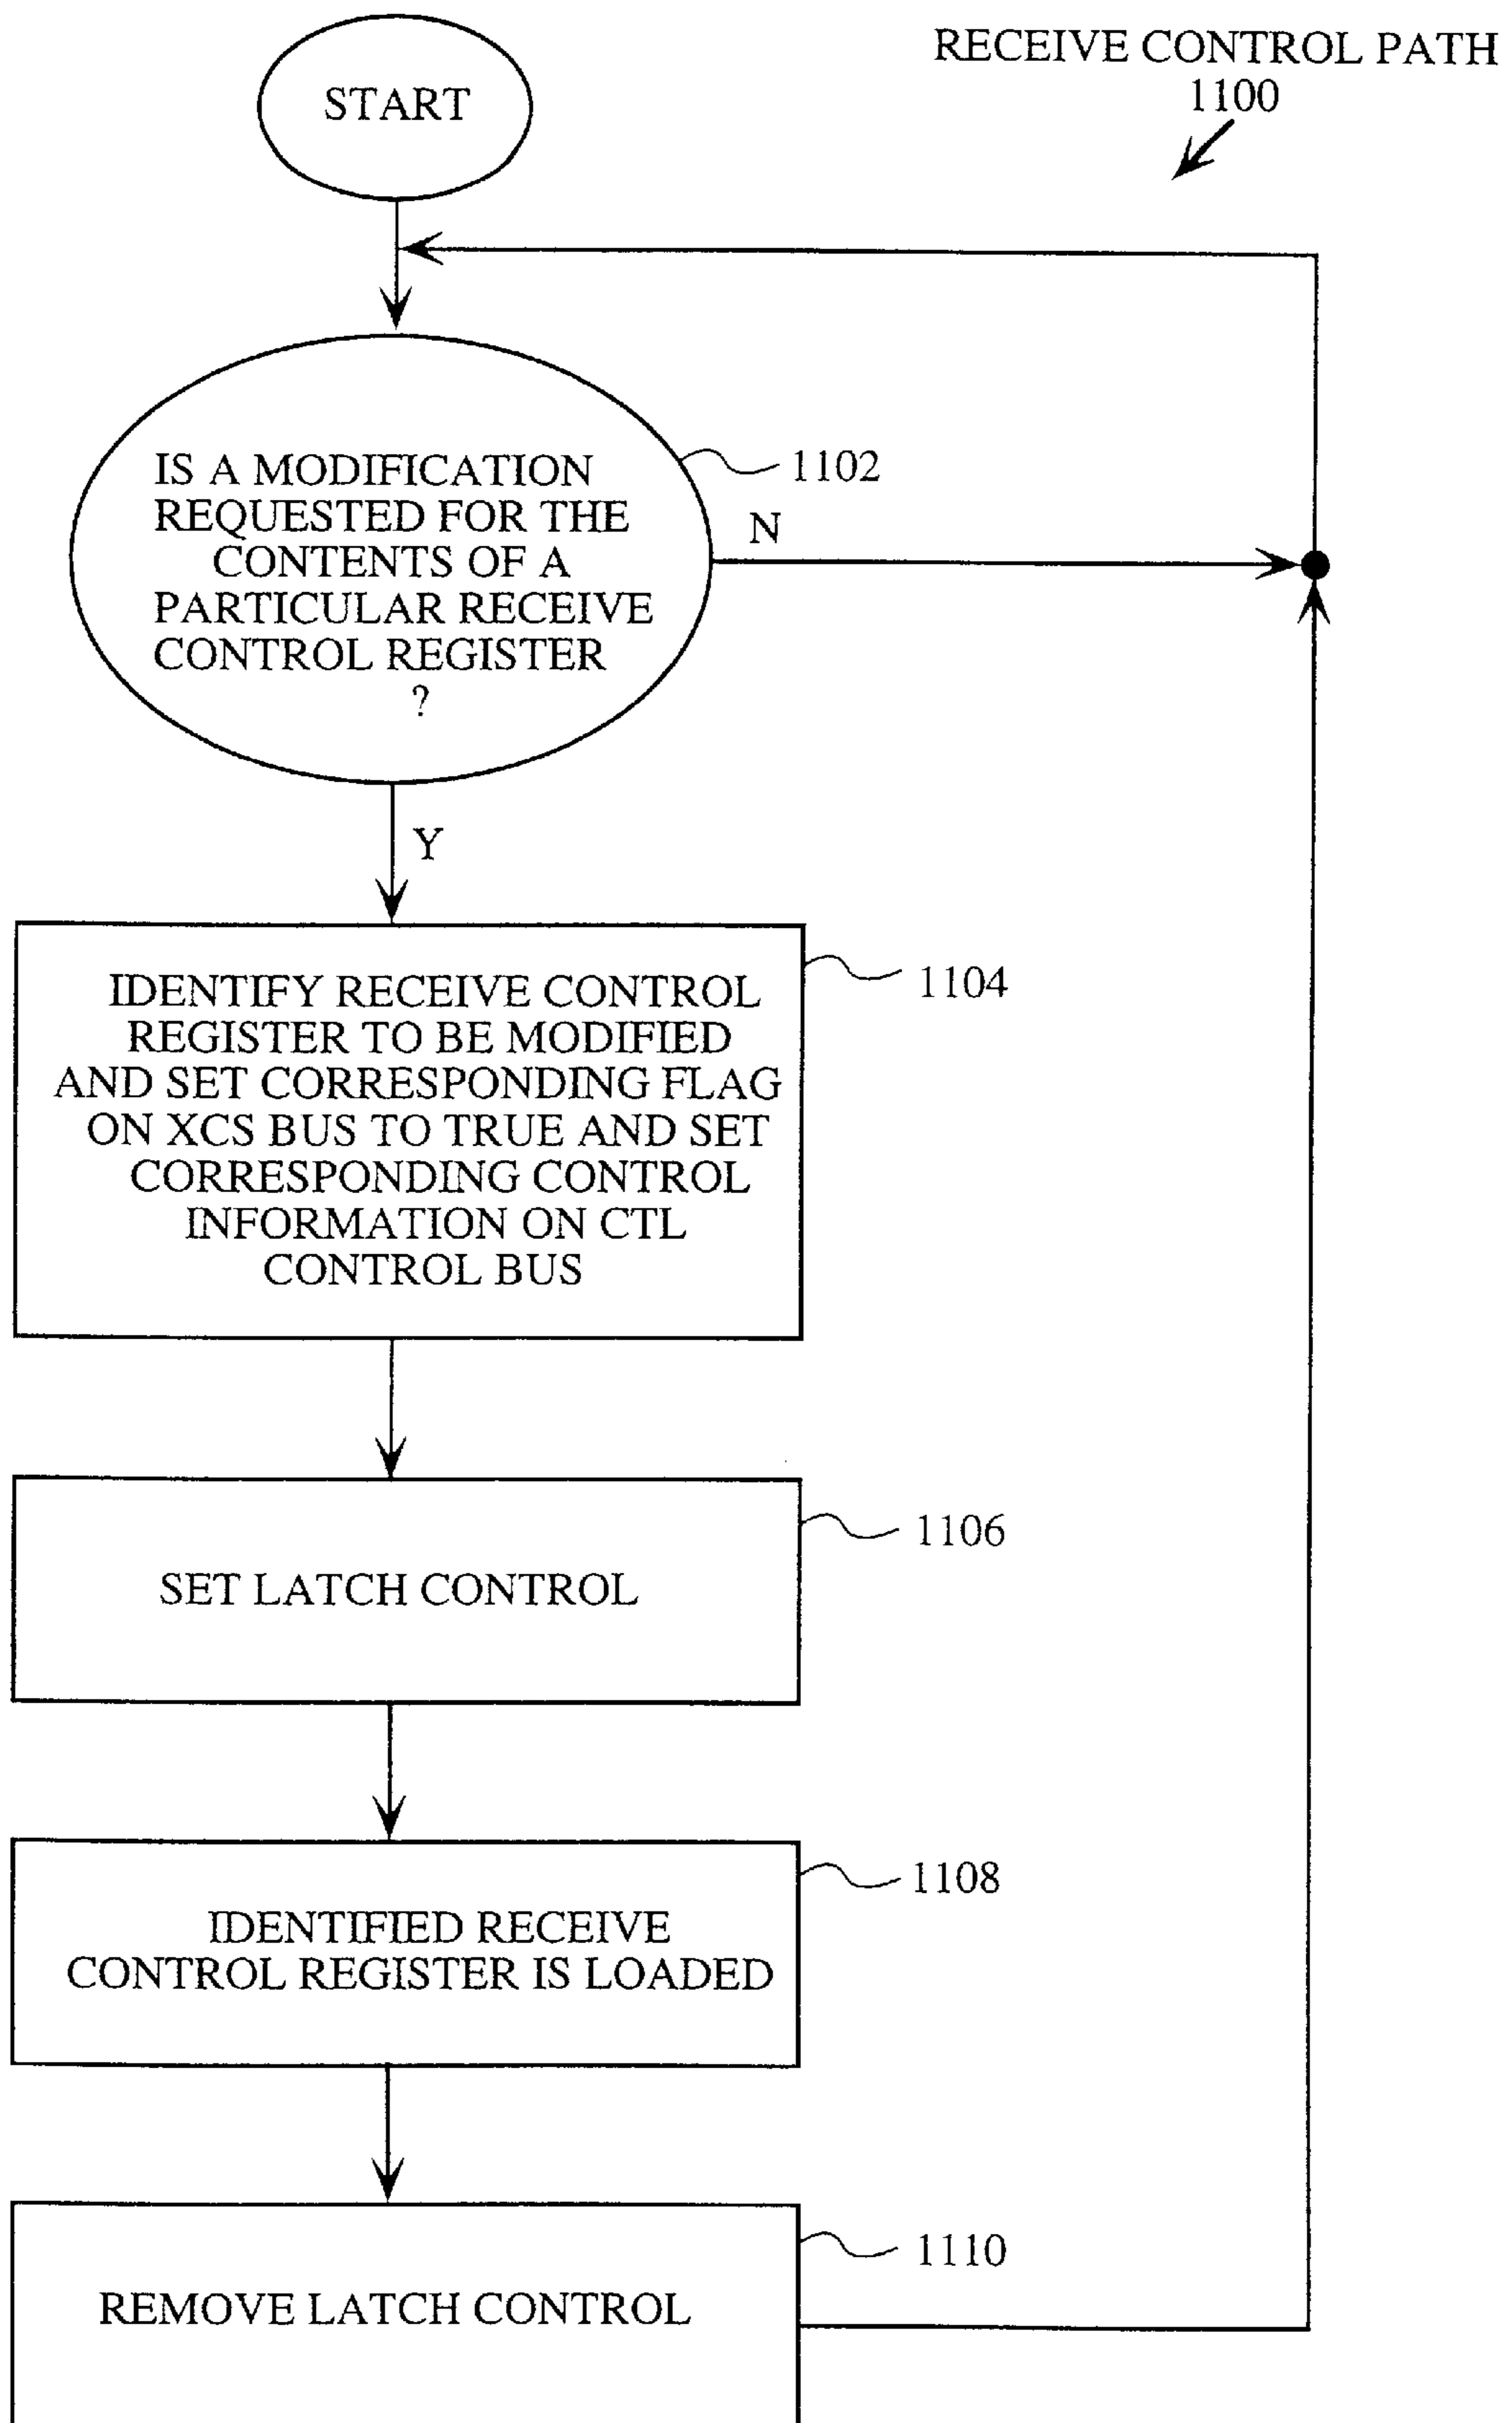 START
RECEIVE CONTROL PATH
1100
IS A MODIFICATION
REQUESTED FOR THE
CONTENTS OF A
PARTICULAR RECEIVE
CONTROL REGISTER
?
1102
N
Y
IDENTIFY RECEIVE CONTROL
REGISTER TO BE MODIFIED
AND SET CORRESPONDING FLAG
ON XCS BUS TO TRUE AND SET
CORRESPONDING CONTROL
INFORMATION ON CTL
CONTROL BUS
1104
SET LATCH CONTROL
1106
IDENTIFIED RECEIVE
CONTROL REGISTER IS LOADED
1108
REMOVE LATCH CONTROL
1110